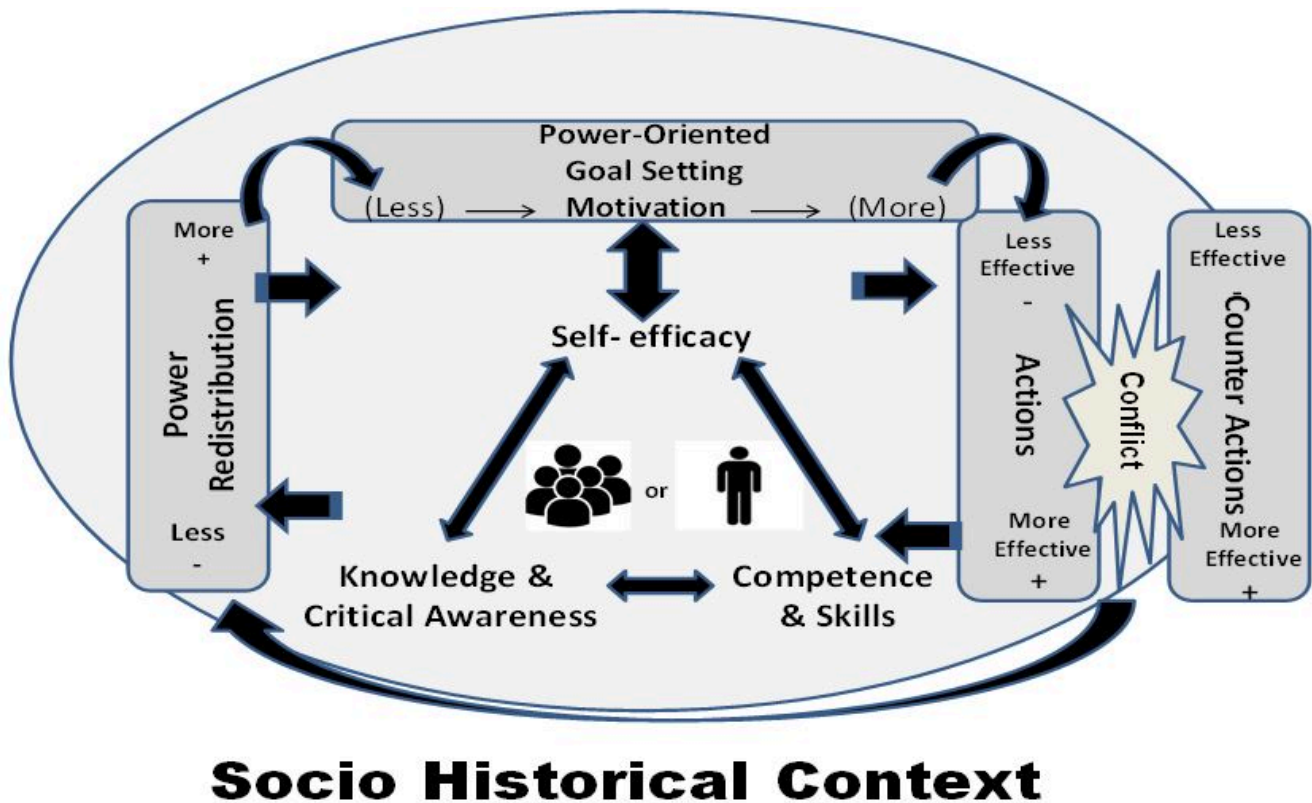 Power-Oriented
Goal Setting
(Less) Motivation (More)
More
+
Power
Redistribution
Less
-
Self- efficacy
or
Knowledge &
Critical Awareness
Competence
& Skills
Less
Effective
-
Actions
More
Effective
+
Conflict
Less
Effective
-
Counter Actions
More
Effective
+
Socio Historical Context